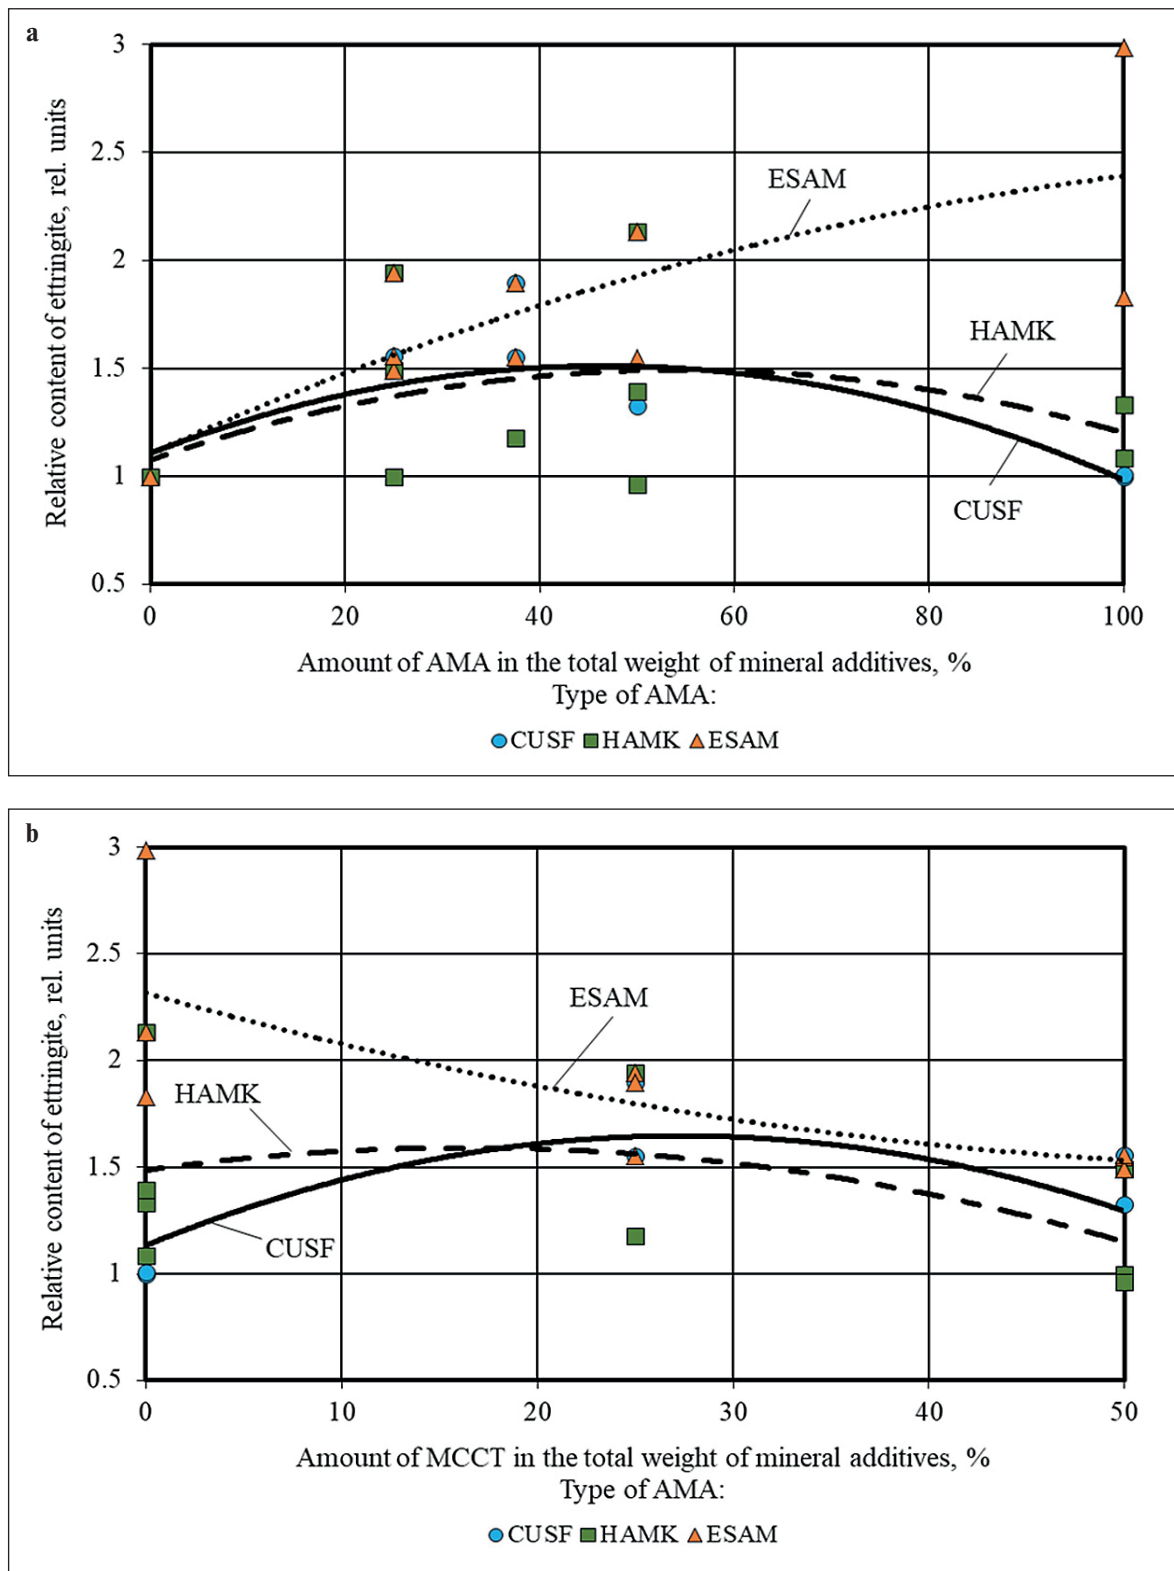 a
3
2.5
2
1.5
1
0.5
Relative content of ettringite, rel. units
ESAM
HAMK
CUSF
0 20 40 60 80 100
Amount of AMA in the total weight of mineral additives, %
Type of AMA:
CUSF HAMK ESAM
b
3
2.5
2
1.5
1
0.5
Relative content of ettringite, rel. units
ESAM
HAMK
CUSF
0 10 20 30 40 50
Amount of MCCT in the total weight of mineral additives, %
Type of AMA:
CUSF HAMK ESAM